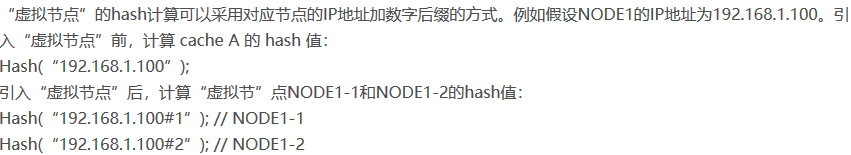 “虚拟节点”的hash计算可以采用对应节点的IP地址加数字后缀的方式。例如假设NODE1的IP地址为192.168.1.100。引
入“虚拟节点”前，计算 cache A 的 hash 值：
Hash(“192.168.1.100”);
引入“虚拟节点”后，计算“虚拟节”点NODE1-1和NODE1-2的hash值：
Hash(“192.168.1.100#1”); // NODE1-1
Hash(“192.168.1.100#2”); // NODE1-2